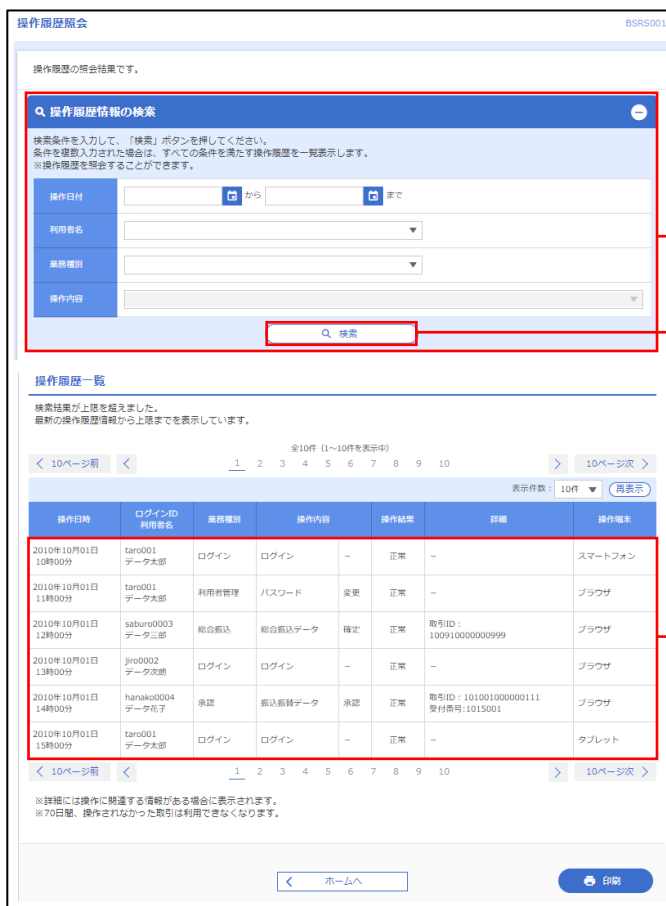 操作履歴照会 BSRS001
操作履歴の照会結果です。
操作履歴情報の検索
検索条件を入力して、「検索」ボタンを押してください。
条件を複数入力された場合は、すべての条件を満たす操作履歴を一覧表示します。
※操作履歴を照会することができます。
操作日付 から まで
利用者名
業務種別
操作内容
検索
操作履歴一覧
検索結果が上限を超えました。
最新の操作履歴情報から上限までを表示しています。
全10件（1～10件を表示中）
10ページ前 1 2 3 4 5 6 7 8 9 10 10ページ次
表示件数： 10件 再表示
操作日時 ログインID 利用者名 業務種別 操作内容 操作結果 詳細 操作端末
2010年10月01日 10時00分 taro001 データ太郎 ログイン ログイン － 正常 － スマートフォン
2010年10月01日 11時00分 taro001 データ太郎 利用者管理 パスワード 変更 正常 － ブラウザ
2010年10月01日 12時00分 saburo0003 データ三郎 総合振込 総合振込データ 確定 正常 取引ID： 100910000000999 ブラウザ
2010年10月01日 13時00分 jiro0002 データ次朗 ログイン ログイン － 正常 － ブラウザ
2010年10月01日 14時00分 hanako0004 データ花子 承認 振込振替データ 承認 正常 取引ID：101001000000111 受付番号:1015001 ブラウザ
2010年10月01日 15時00分 taro001 データ太郎 ログイン ログイン － 正常 － タブレット
10ページ前 1 2 3 4 5 6 7 8 9 10 10ページ次
※詳細には操作に関連する情報がある場合に表示されます。
※70日間、操作されなかった取引は利用できなくなります。
ホームへ 印刷